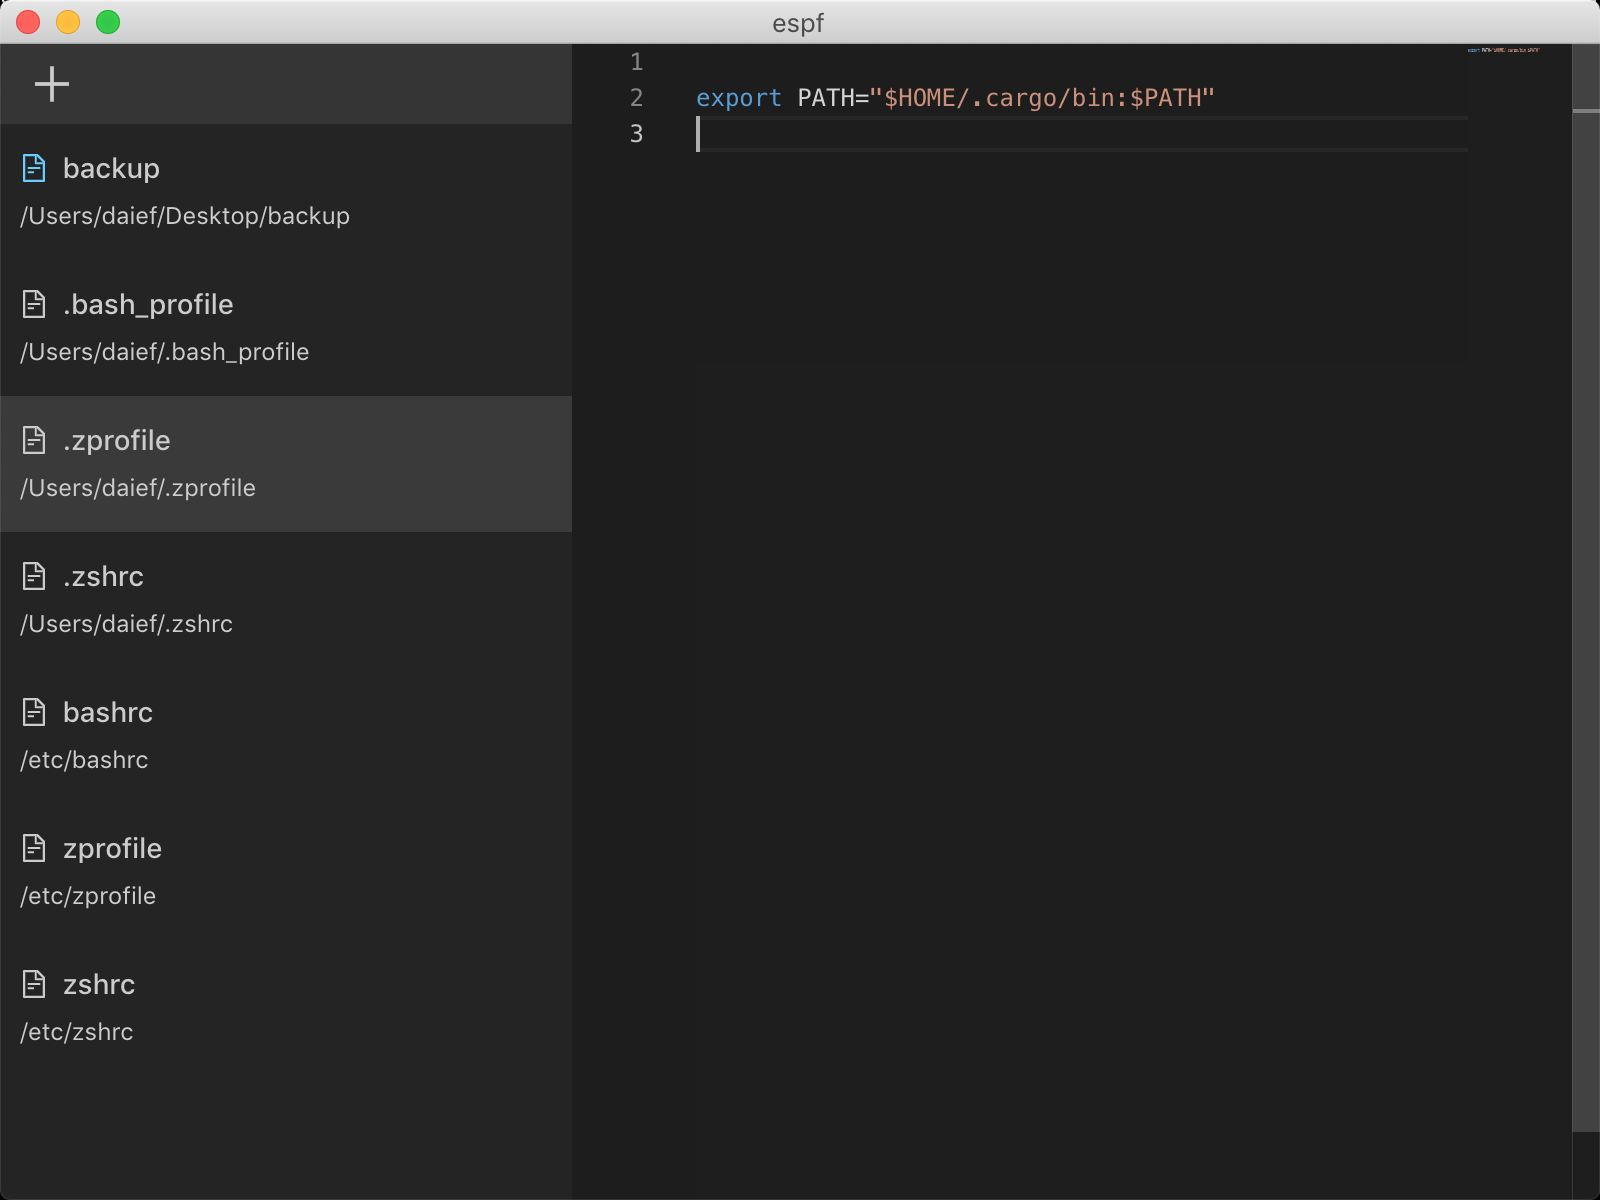 espf
backup
/Users/daief/Desktop/backup
.bash_profile
/Users/daief/.bash_profile
.zprofile
/Users/daief/.zprofile
.zshrc
/Users/daief/.zshrc
bashrc
/etc/bashrc
zprofile
/etc/zprofile
zshrc
/etc/zshrc
1
2 export PATH="$HOME/.cargo/bin:$PATH"
3